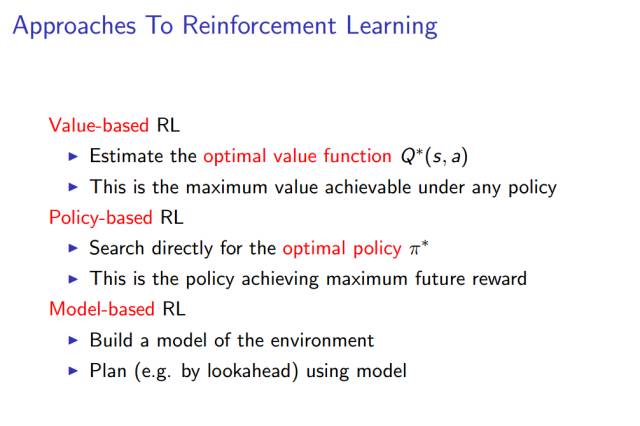 Approaches To Reinforcement Learning
Value-based RL
▶ Estimate the optimal value function Q*(s, a)
▶ This is the maximum value achievable under any policy
Policy-based RL
▶ Search directly for the optimal policy π*
▶ This is the policy achieving maximum future reward
Model-based RL
▶ Build a model of the environment
▶ Plan (e.g. by lookahead) using model